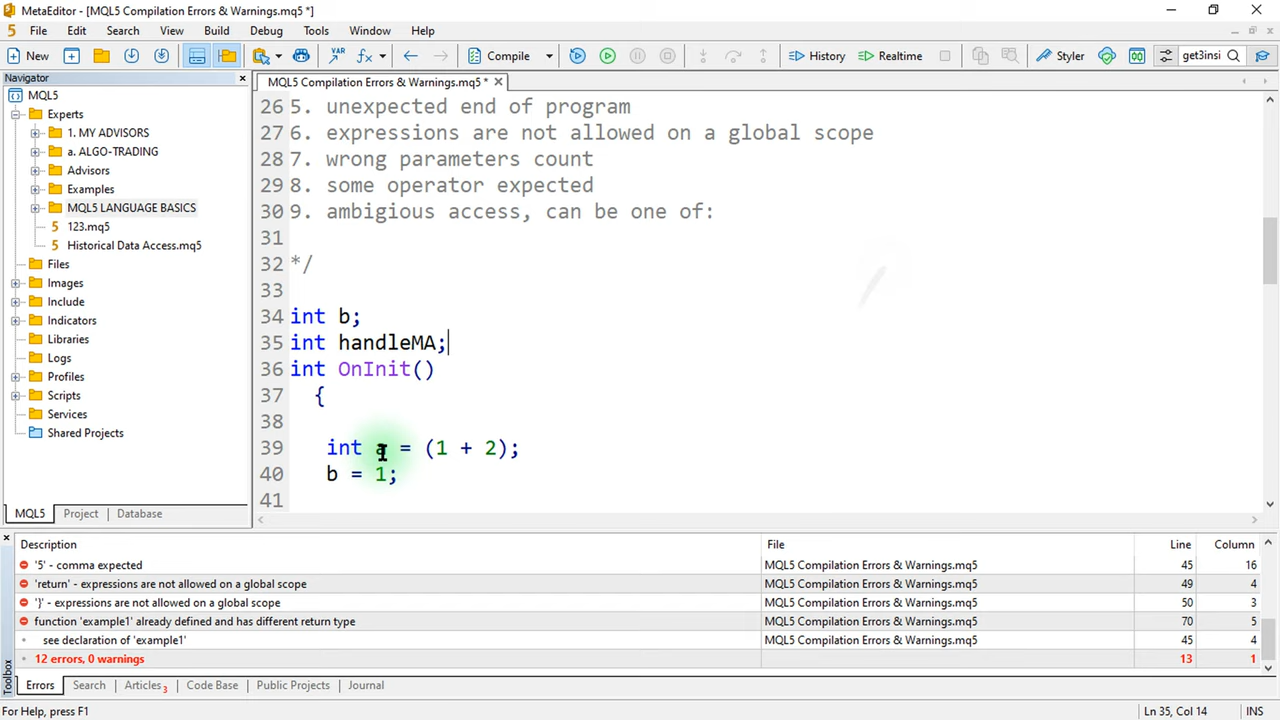 MetaEditor - [MQL5 Compilation Errors & Warnings.mq5 *]
5 File Edit Search View Build Debug Tools Window Help
New Compile History Realtime Styler get3insi
Navigator
MQL5
Experts
1. MY ADVISORS
a. ALGO-TRADING
Advisors
Examples
MQL5 LANGUAGE BASICS
123.mq5
Historical Data Access.mq5
Files
Images
Include
Indicators
Libraries
Logs
Profiles
Scripts
Services
Shared Projects
MQL5 Project Database
MQL5 Compilation Errors & Warnings.mq5 *
26 5. unexpected end of program
27 6. expressions are not allowed on a global scope
28 7. wrong parameters count
29 8. some operator expected
30 9. ambigious access, can be one of:
31
32 */
33
34 int b;
35 int handleMA;
36 int OnInit()
37 {
38
39 int a = (1 + 2);
40 b = 1;
41
Description File Line Column
'5' - comma expected MQL5 Compilation Errors & Warnings.mq5 45 16
'return' - expressions are not allowed on a global scope MQL5 Compilation Errors & Warnings.mq5 49 4
'}' - expressions are not allowed on a global scope MQL5 Compilation Errors & Warnings.mq5 50 3
function 'example1' already defined and has different return type MQL5 Compilation Errors & Warnings.mq5 70 5
see declaration of 'example1' MQL5 Compilation Errors & Warnings.mq5 45 4
12 errors, 0 warnings 13 1
Errors Search Articles 3 Code Base Public Projects Journal
Toolbox
For Help, press F1 Ln 35, Col 14 INS